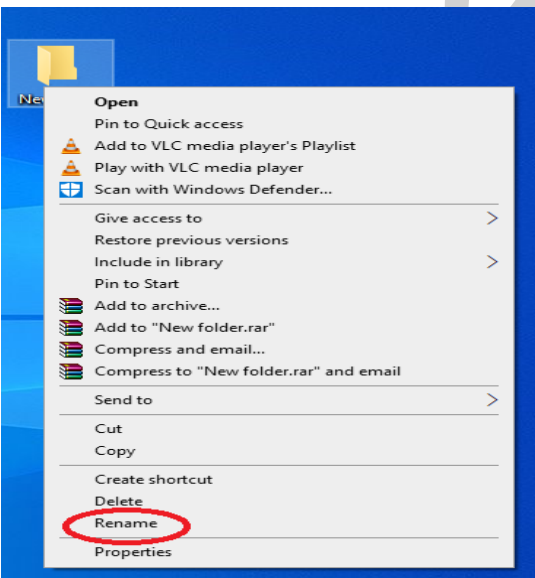 Open
Pin to Quick access
Add to VLC media player's Playlist
Play with VLC media player
Scan with Windows Defender...
Give access to
Restore previous versions
Include in library
Pin to Start
Add to archive...
Add to "New folder.rar"
Compress and email...
Compress to "New folder.rar" and email
Send to
Cut
Copy
Create shortcut
Delete
Rename
Properties